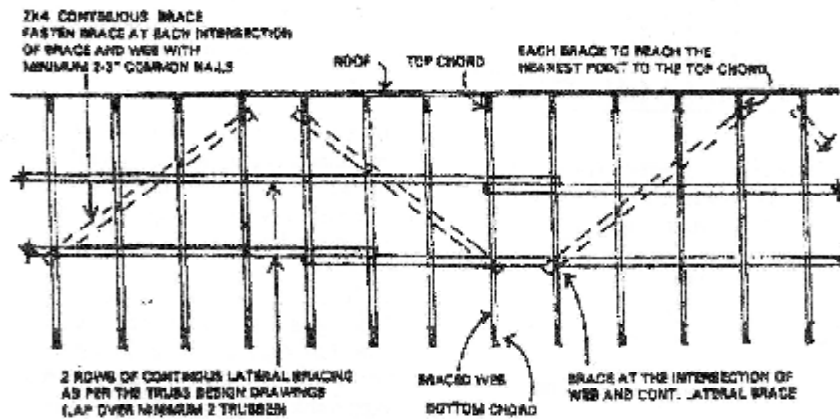 2X4 CONTINUOUS BRACE
FASTEN BRACE AT EACH INTERSECTION
OF BRACE AND WEB WITH
MINIMUM 2-3" COMMON NAILS
ROOF
TOP CHORD
EACH BRACE TO REACH THE
NEAREST POINT TO THE TOP CHORD
2 ROWS OF CONTINOUS LATERAL BRACING
AS PER THE TRUSS DESIGN DRAWINGS
(LAP OVER MINIMUM 2 TRUSSES)
BRACED WEB
BOTTOM CHORD
BRACE AT THE INTERSECTION OF
WEB AND CONT. LATERAL BRACE